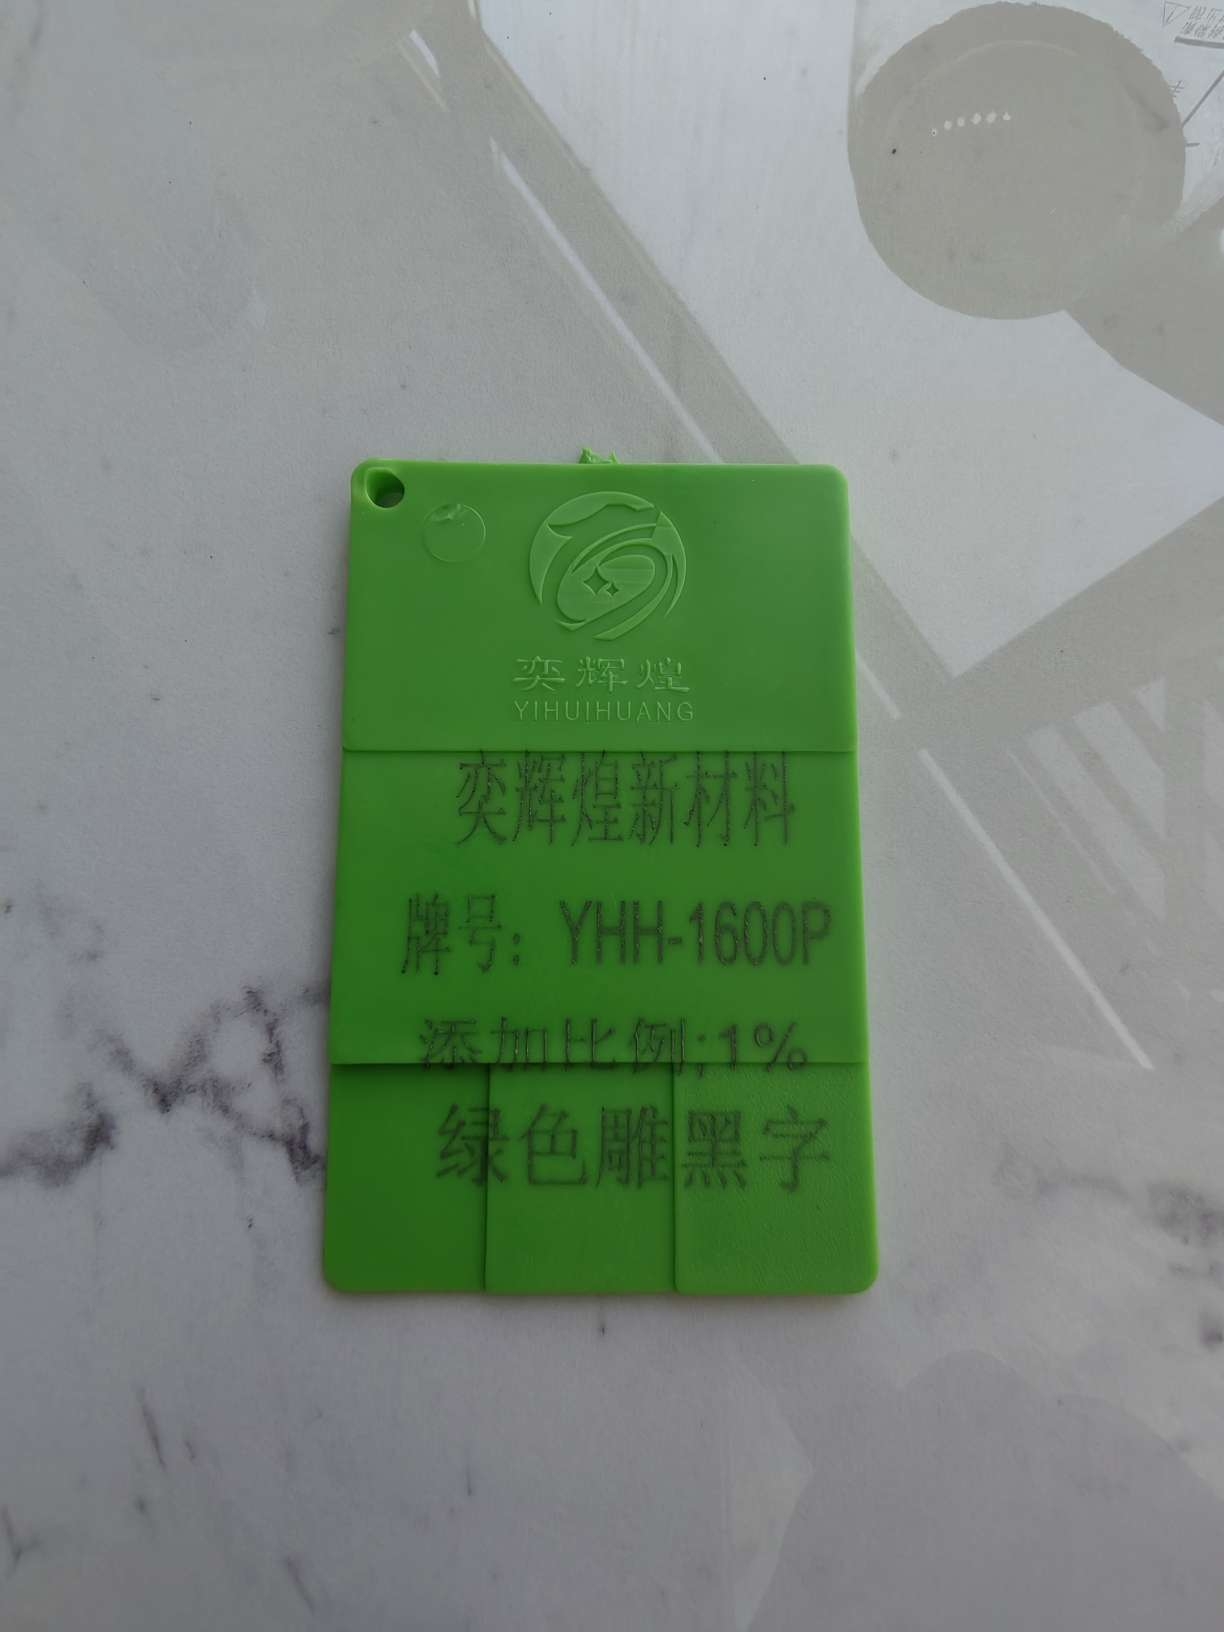 奕辉煌
YIHUIHUANG
奕辉煌新材料
牌号：YHH-1600P
添加比例;1%
绿色雕黑字